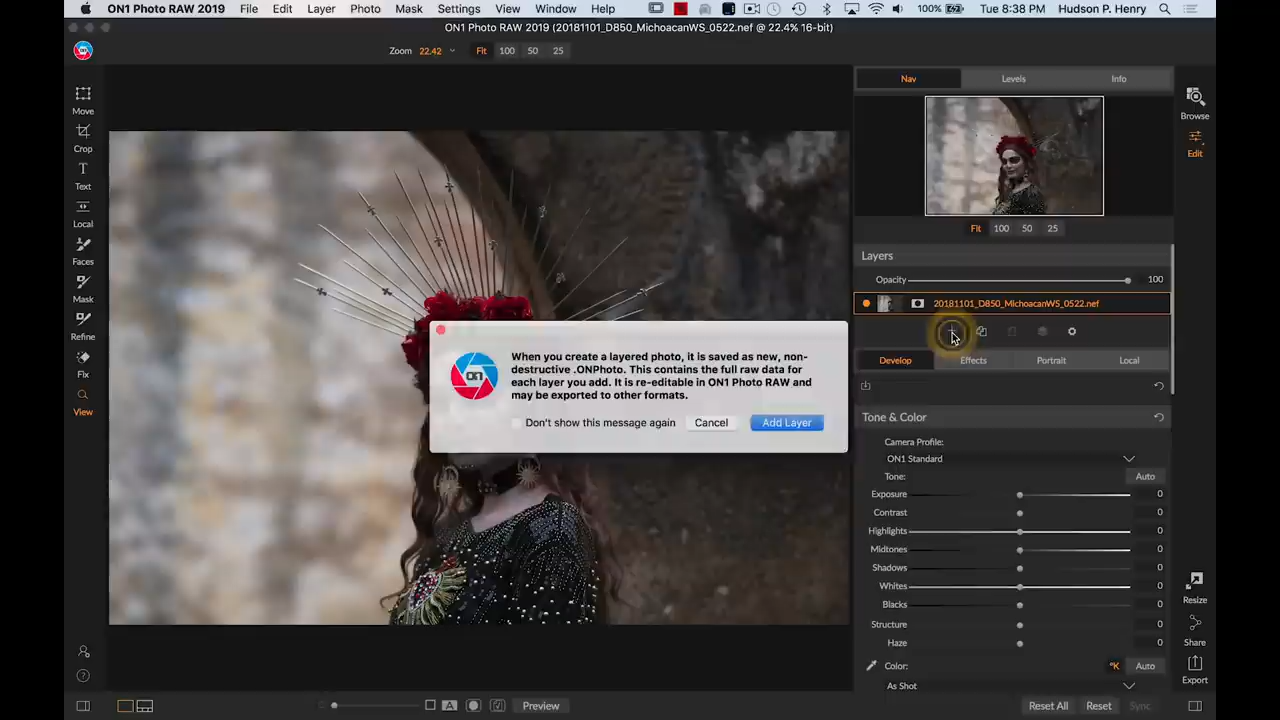 ON1 Photo RAW 2019 File Edit Layer Photo Mask Settings View Window Help 100% Tue 8:38 PM Hudson P. Henry
ON1 Photo RAW 2019 (20181101_D850_MichoacanWS_0522.nef @ 22.4% 16-bit)
Zoom 22.42 Fit 100 50 25
Nav Levels Info
Move
Crop
Text
Local
Faces
Mask
Refine
Fix
View
Browse
Edit
Fit 100 50 25
Layers
Opacity 100
20181101_D850_MichoacanWS_0522.nef
Develop Effects Portrait Local
ON1
When you create a layered photo, it is saved as new, non-
destructive .ONPhoto. This contains the full raw data for
each layer you add. It is re-editable in ON1 Photo RAW and
may be exported to other formats.
Don't show this message again Cancel Add Layer
Tone & Color
Camera Profile:
ON1 Standard
Tone: Auto
Exposure 0
Contrast 0
Highlights 0
Midtones 0
Shadows 0
Whites 0
Blacks 0
Structure 0
Haze 0
Color: °K Auto
As Shot
Resize
Share
Export
A Preview Reset All Reset Sync